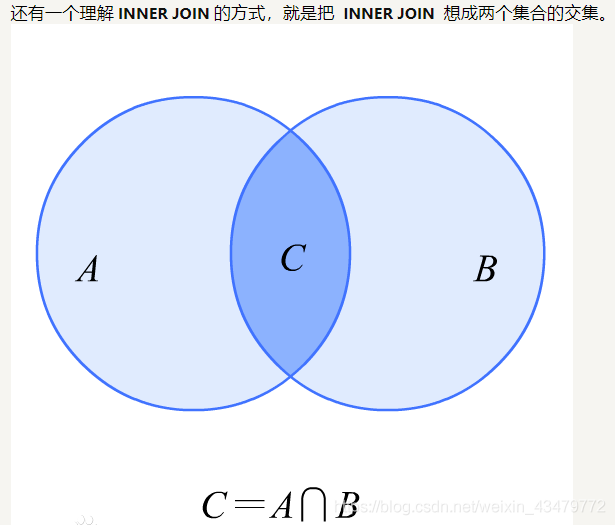 还有一个理解 INNER JOIN 的方式，就是把 INNER JOIN 想成两个集合的交集。
A
C
B
C=A∩B
https://blog.csdn.net/weixin_43479772